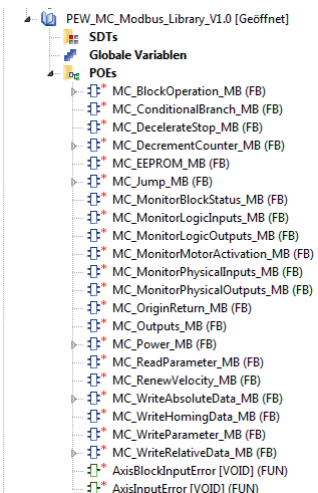 PEW_MC_Modbus_Library_V1.0 [Geöffnet]
SDTs
Globale Variablen
POEs
MC_BlockOperation_MB (FB)
MC_ConditionalBranch_MB (FB)
MC_DecelerateStop_MB (FB)
MC_DecrementCounter_MB (FB)
MC_EEPROM_MB (FB)
MC_Jump_MB (FB)
MC_MonitorBlockStatus_MB (FB)
MC_MonitorLogicInputs_MB (FB)
MC_MonitorLogicOutputs_MB (FB)
MC_MonitorMotorActivation_MB (FB)
MC_MonitorPhysicalInputs_MB (FB)
MC_MonitorPhysicalOutputs_MB (FB)
MC_OriginReturn_MB (FB)
MC_Outputs_MB (FB)
MC_Power_MB (FB)
MC_ReadParameter_MB (FB)
MC_RenewVelocity_MB (FB)
MC_WriteAbsoluteData_MB (FB)
MC_WriteHomingData_MB (FB)
MC_WriteParameter_MB (FB)
MC_WriteRelativeData_MB (FB)
AxisBlockInputError [VOID] (FUN)
AxisInputError [VOID] (FUN)